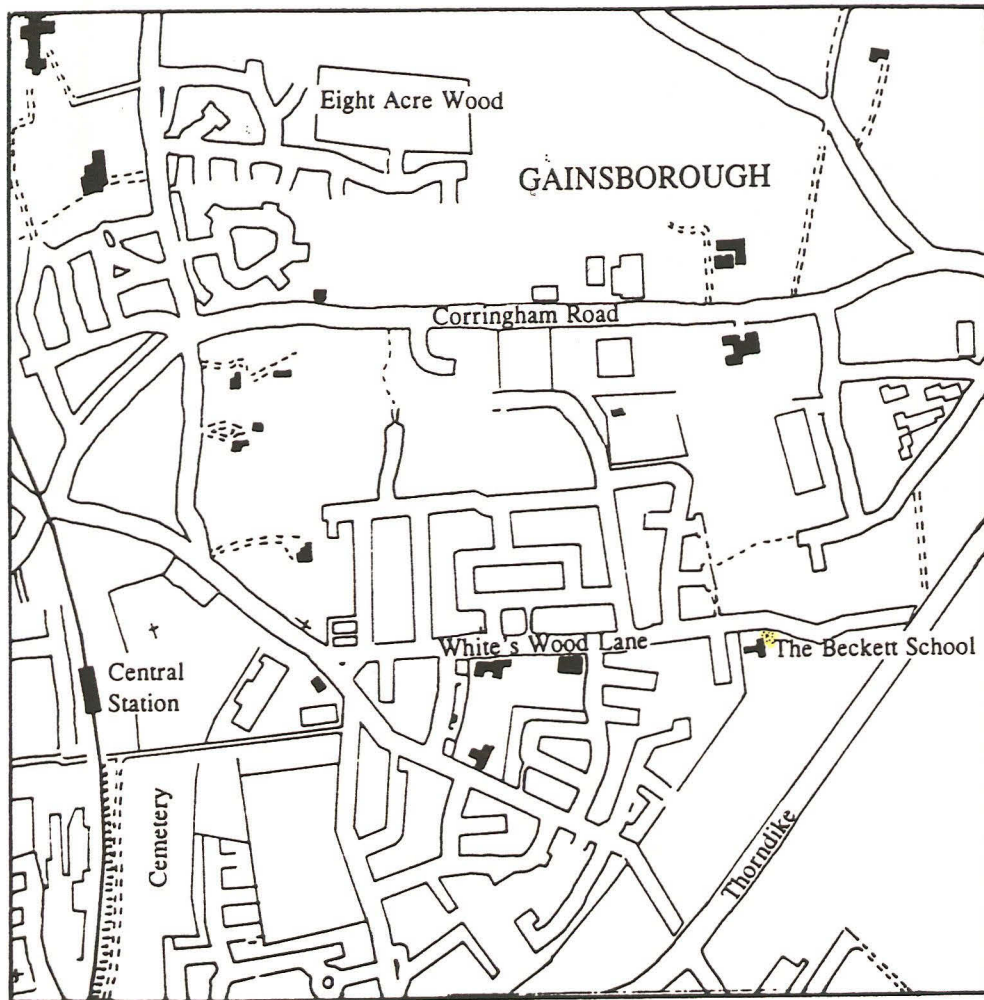 Eight Acre Wood
GAINSBOROUGH
Corringham Road
White's Wood Lane
The Beckett School
Central
Station
Cemetery
Thorndike